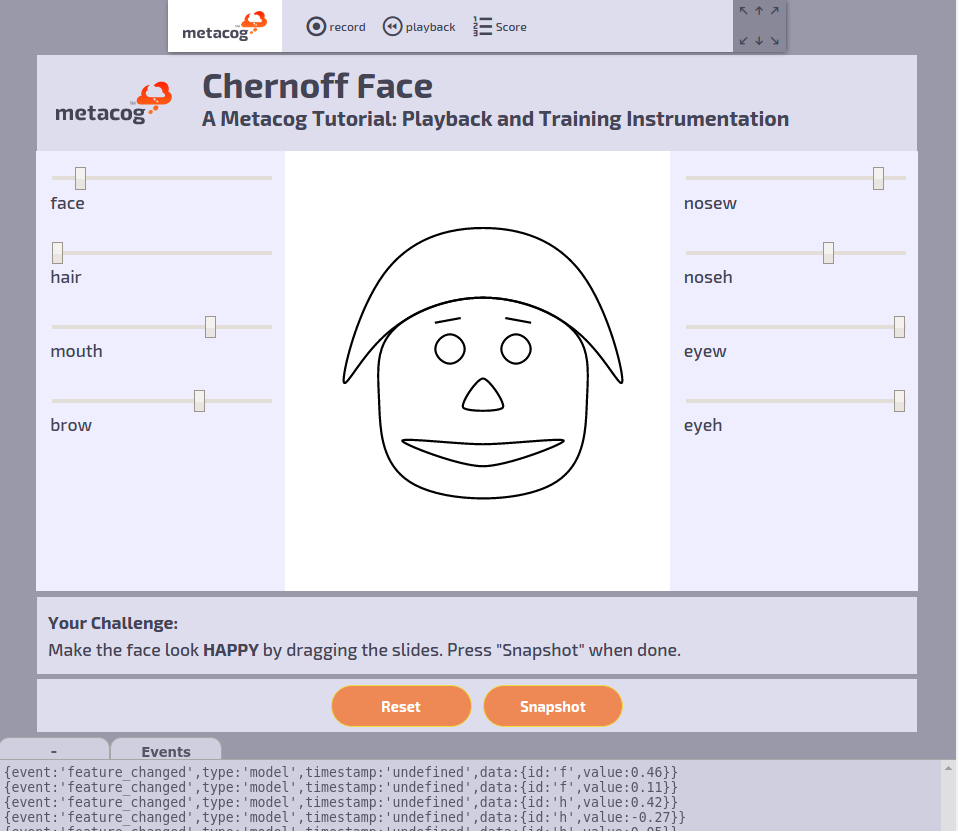 metacog
record
playback
1
2
3
Score
metacog
™
Chernoff Face
A Metacog Tutorial: Playback and Training Instrumentation
face
hair
mouth
brow
nosew
noseh
eyew
eyeh
Your Challenge:
Make the face look HAPPY by dragging the slides. Press "Snapshot" when done.
Reset
Snapshot
-
Events
{event:'feature_changed',type:'model',timestamp:'undefined',data:{id:'f',value:0.46}}
{event:'feature_changed',type:'model',timestamp:'undefined',data:{id:'f',value:0.11}}
{event:'feature_changed',type:'model',timestamp:'undefined',data:{id:'h',value:0.42}}
{event:'feature_changed',type:'model',timestamp:'undefined',data:{id:'h',value:-0.27}}